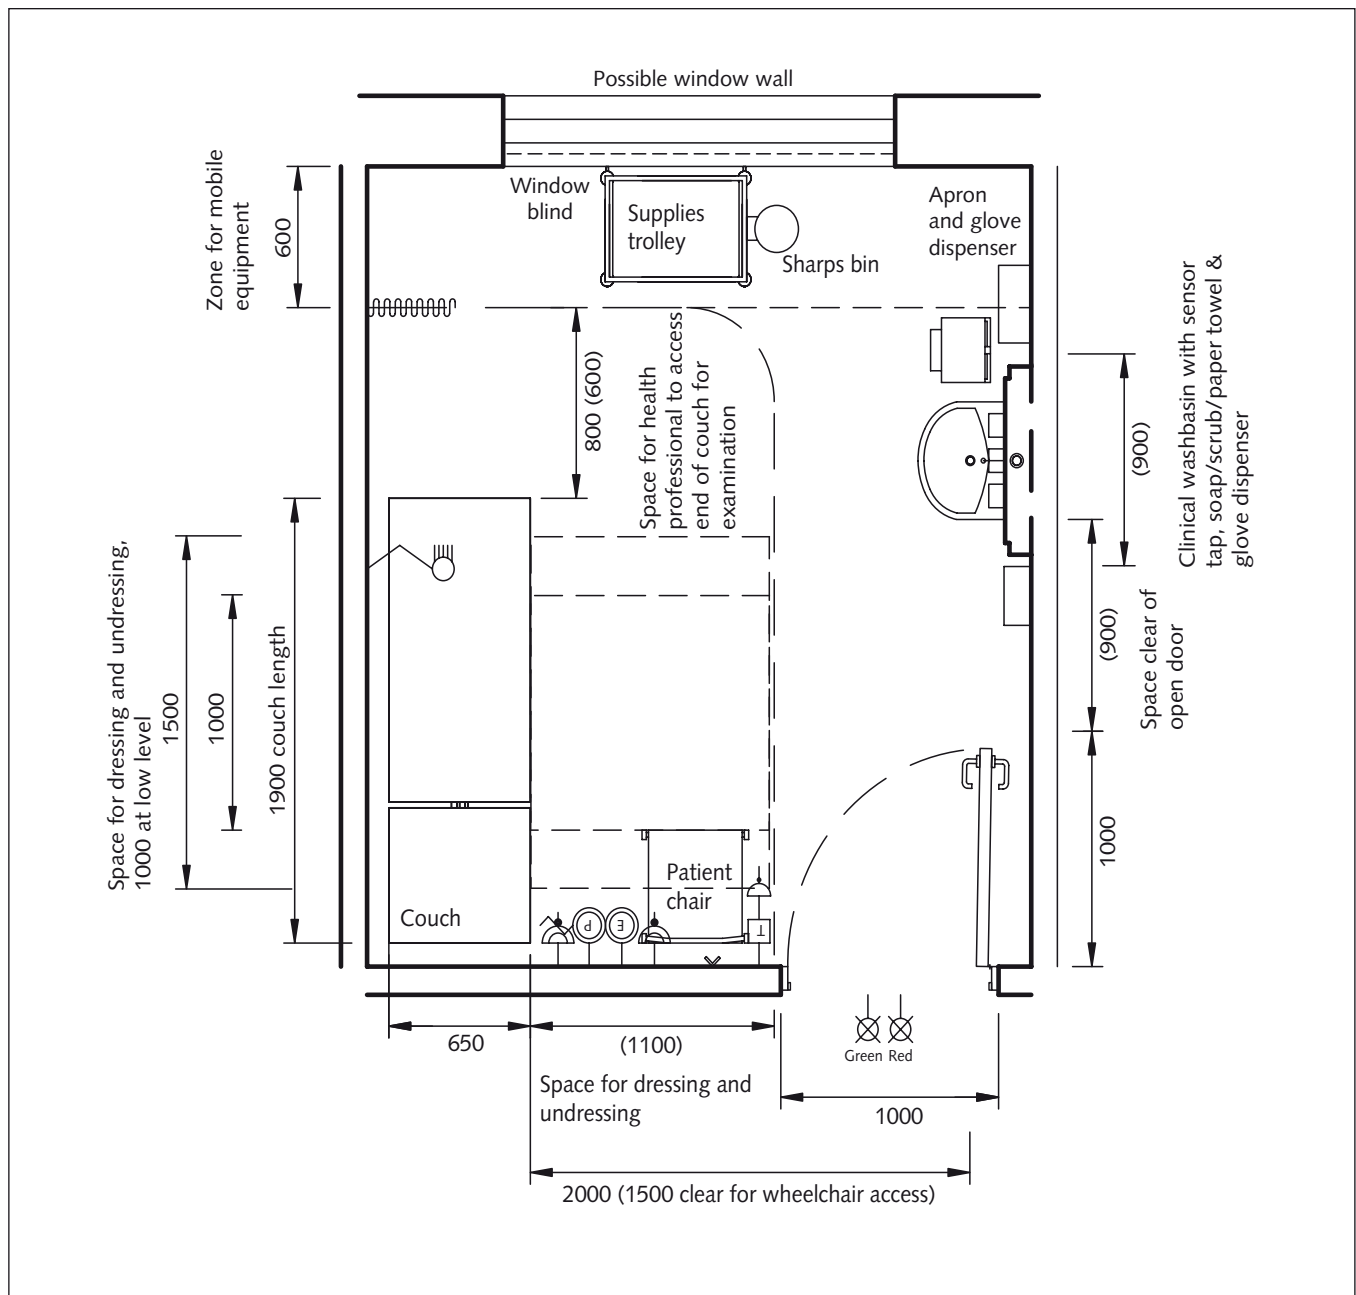 Possible window wall
Zone for mobile
equipment
600
Window
blind
Supplies
trolley
Sharps bin
Apron
and glove
dispenser
800 (600)
Space for health
professional to access
end of couch for
examination
(900)
Clinical washbasin with sensor
tap, soap/scrub/paper towel &
glove dispenser
Space for dressing and undressing,
1000 at low level
1500
1000
1900 couch length
(900)
Space clear of
open door
1000
Couch
Patient
chair
P
E
T
650
(1100)
Space for dressing and
undressing
Green Red
1000
2000 (1500 clear for wheelchair access)